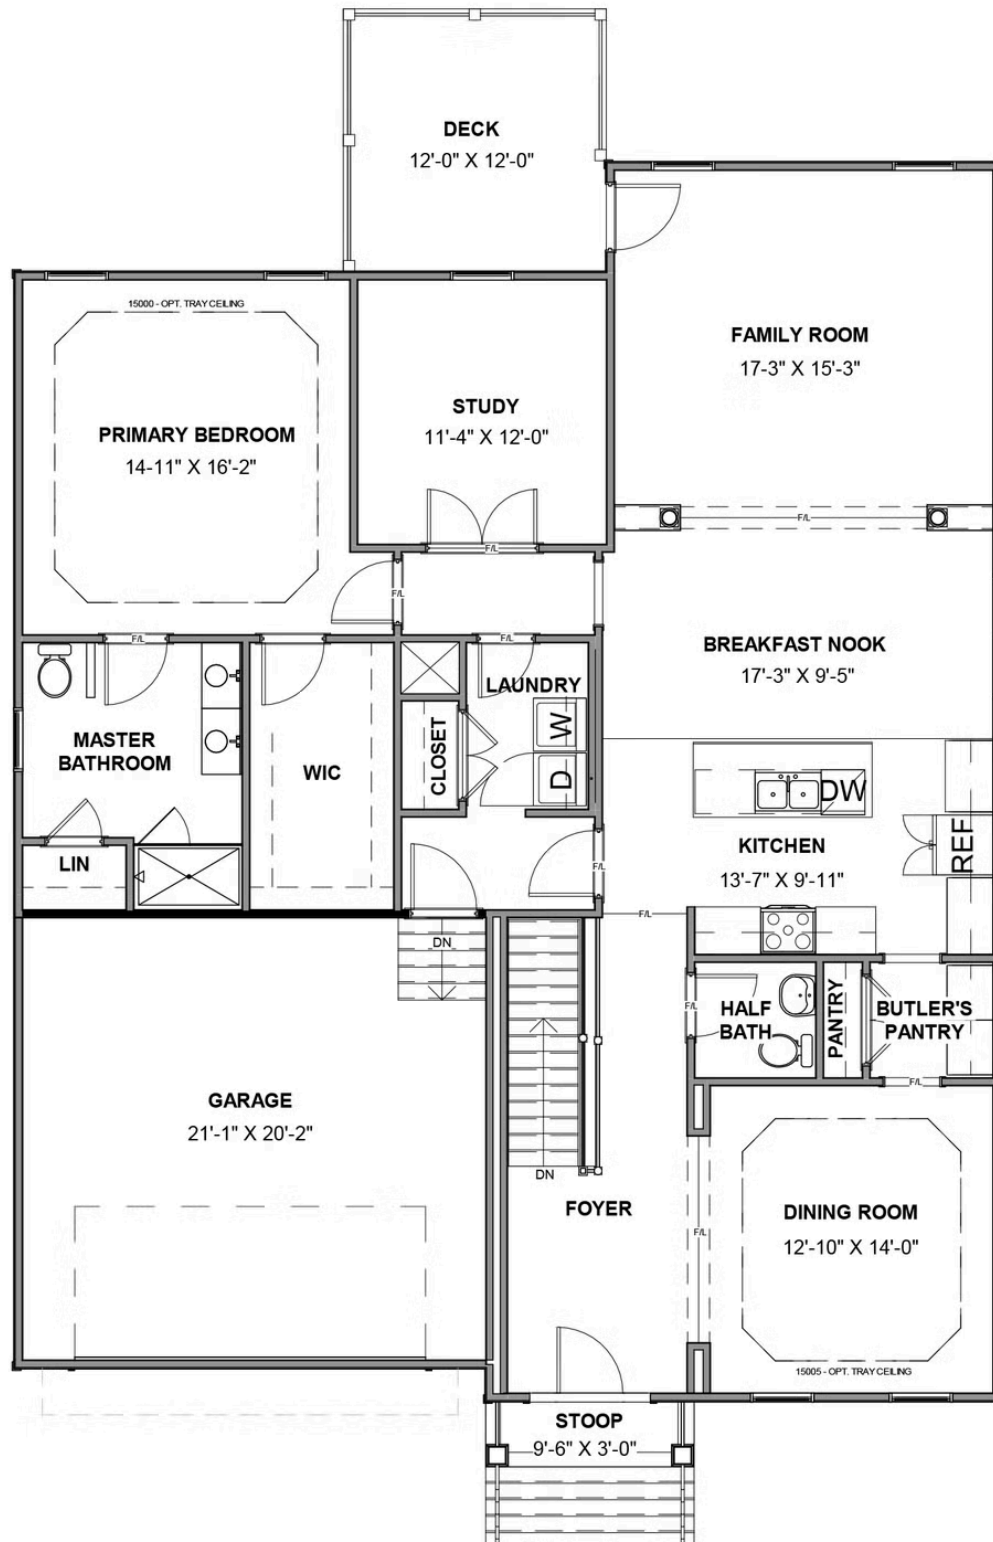 DECK
12'-0" X 12'-0"
15000 - OPT. TRAY CEILING
FAMILY ROOM
17-3" X 15'-3"
STUDY
11'-4" X 12'-0"
PRIMARY BEDROOM
14-11" X 16'-2"
F/L
F/L
F/L
F/L
F/L
BREAKFAST NOOK
17'-3" X 9'-5"
LAUNDRY
W
D
CLOSET
MASTER
BATHROOM
WIC
DW
KITCHEN
13'-7" X 9'-11"
REF
LIN
F/L
F/L
DN
HALF
BATH
F/L
PANTRY
BUTLER'S
PANTRY
F/L
F/L
GARAGE
21'-1" X 20'-2"
DN
FOYER
DINING ROOM
12'-10" X 14'-0"
F/L
15005 - OPT. TRAY CEILING
STOOP
9'-6" X 3'-0"